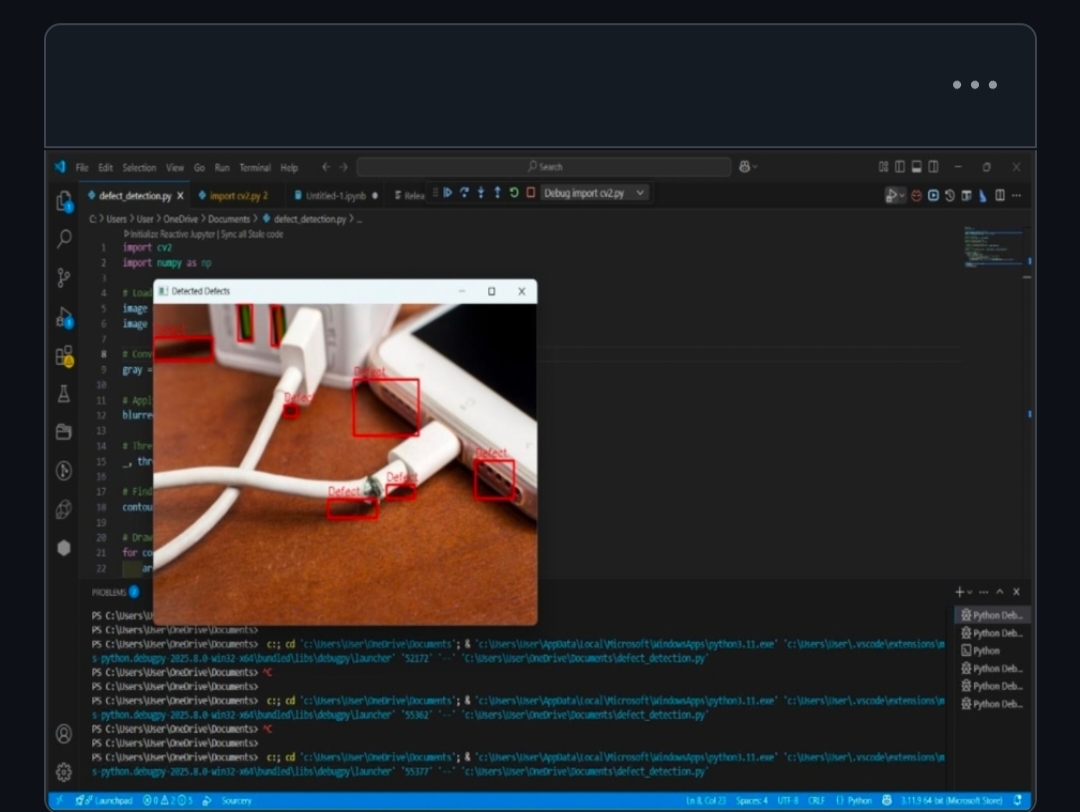 File Edit Selection View Go Run Terminal Help Search
defect_detection.py import cv2.py 2 Untitled-1.ipynb Relea Debug import cv2.py
C: > Users > User > OneDrive > Documents > defect_detection.py > ...
Initialize Reactive Jupyter | Sync all Stale code
1 import cv2
2 import numpy as np
3
4 # Load
5 image
6 image
7
8 # Conv
9 gray =
10
11 # Appl
12 blurre
13
14 # Thre
15 _, thr
16
17 # Find
18 contou
19
20 # Draw
21 for co
22 ar
Detected Defects
Defect
Defect
Defect
Defect
Defect
Defect
PROBLEMS 2
PS C:\Users\U
PS C:\Users\User\OneDrive\Documents>
PS C:\Users\User\OneDrive\Documents> c:; cd 'c:\Users\User\OneDrive\Documents'; & 'c:\Users\User\AppData\Local\Microsoft\WindowsApps\python3.11.exe' 'c:\Users\User\.vscode\extensions\m
s-python.debugpy-2025.8.0-win32-x64\bundled\libs\debugpy\launcher' '52172' '--' 'C:\Users\User\OneDrive\Documents\defect_detection.py'
PS C:\Users\User\OneDrive\Documents> ^C
PS C:\Users\User\OneDrive\Documents>
PS C:\Users\User\OneDrive\Documents> c:; cd 'c:\Users\User\OneDrive\Documents'; & 'c:\Users\User\AppData\Local\Microsoft\WindowsApps\python3.11.exe' 'c:\Users\User\.vscode\extensions\m
s-python.debugpy-2025.8.0-win32-x64\bundled\libs\debugpy\launcher' '55382' '--' 'C:\Users\User\OneDrive\Documents\defect_detection.py'
PS C:\Users\User\OneDrive\Documents> ^C
PS C:\Users\User\OneDrive\Documents>
PS C:\Users\User\OneDrive\Documents> c:; cd 'c:\Users\User\OneDrive\Documents'; & 'c:\Users\User\AppData\Local\Microsoft\WindowsApps\python3.11.exe' 'c:\Users\User\.vscode\extensions\m
s-python.debugpy-2025.8.0-win32-x64\bundled\libs\debugpy\launcher' '55377' '--' 'C:\Users\User\OneDrive\Documents\defect_detection.py'
Python Deb...
Python Deb...
Python
Python Deb...
Python Deb...
Python Deb...
Launchpad 0 2 5 Sourcery Ln 8, Col 23 Spaces: 4 UTF-8 CRLF {} Python 3.11.9 64-bit (Microsoft Store)